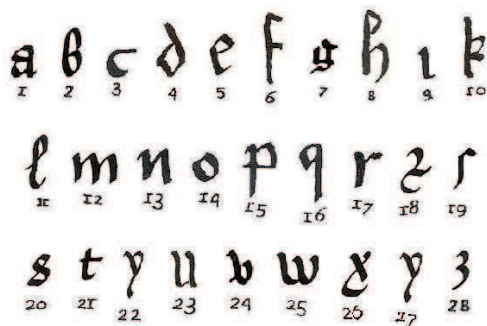 a b c d e f g h ı k
1 2 3 4 5 6 7 8 9 10
l m n o p q r ꝛ ſ
11 12 13 14 15 16 17 18 19
s t y u v w x y ʒ
20 21 22 23 24 25 26 17 28